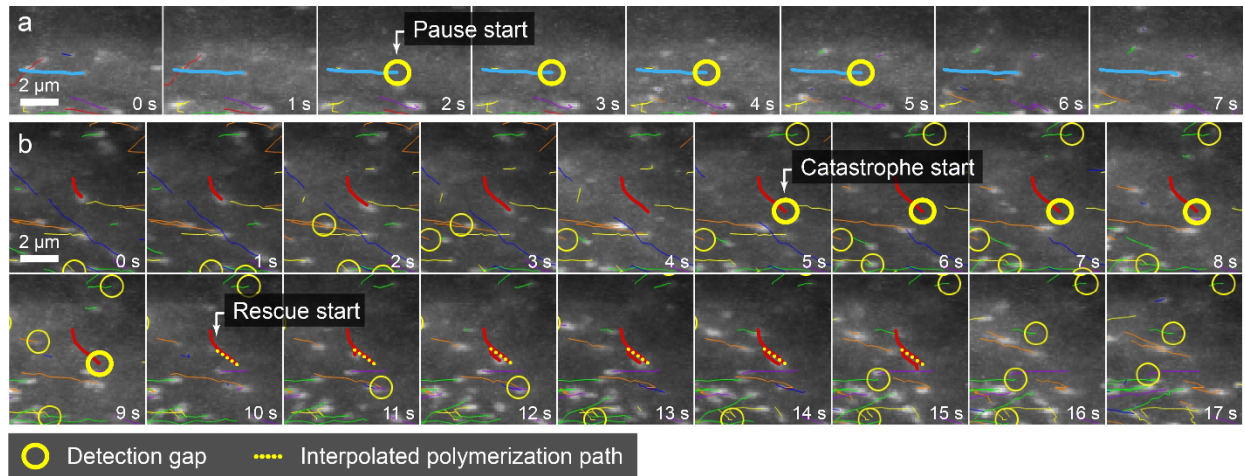 a
Pause start
2 µm
0 s
1 s
2 s
3 s
4 s
5 s
6 s
7 s
b
Catastrophe start
2 µm
0 s
1 s
2 s
3 s
4 s
5 s
6 s
7 s
8 s
Rescue start
9 s
10 s
11 s
12 s
13 s
14 s
15 s
16 s
17 s
Detection gap
Interpolated polymerization path